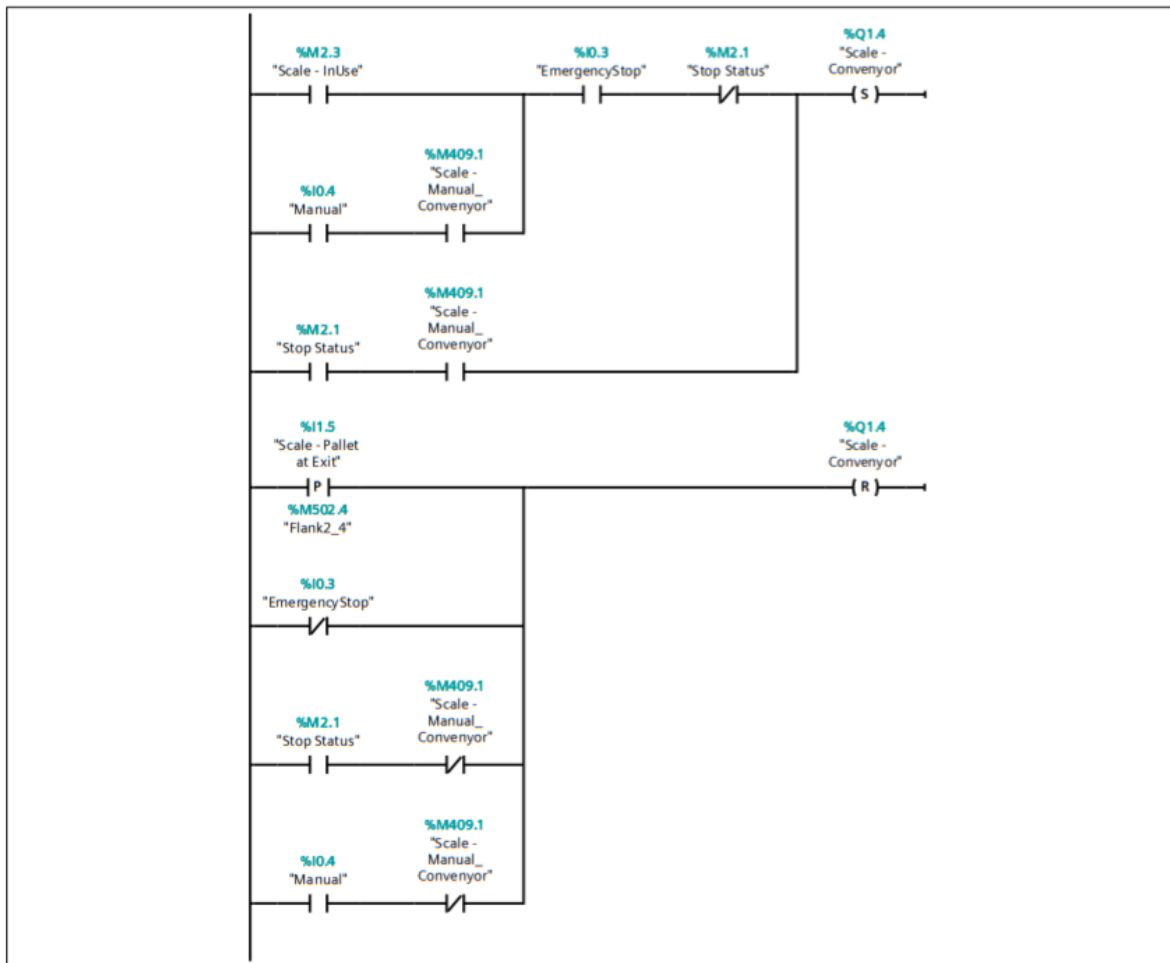 %M2.3
"Scale - InUse"
%I0.3
"EmergencyStop"
%M2.1
"Stop Status"
%Q1.4
"Scale -
Convenyor"
S
%I0.4
"Manual"
%M409.1
"Scale -
Manual_
Convenyor"
%M2.1
"Stop Status"
%M409.1
"Scale -
Manual_
Convenyor"
%I1.5
"Scale - Pallet
at Exit"
P
%M502.4
"Flank2_4"
%Q1.4
"Scale -
Convenyor"
R
%I0.3
"EmergencyStop"
%M2.1
"Stop Status"
%M409.1
"Scale -
Manual_
Convenyor"
%I0.4
"Manual"
%M409.1
"Scale -
Manual_
Convenyor"